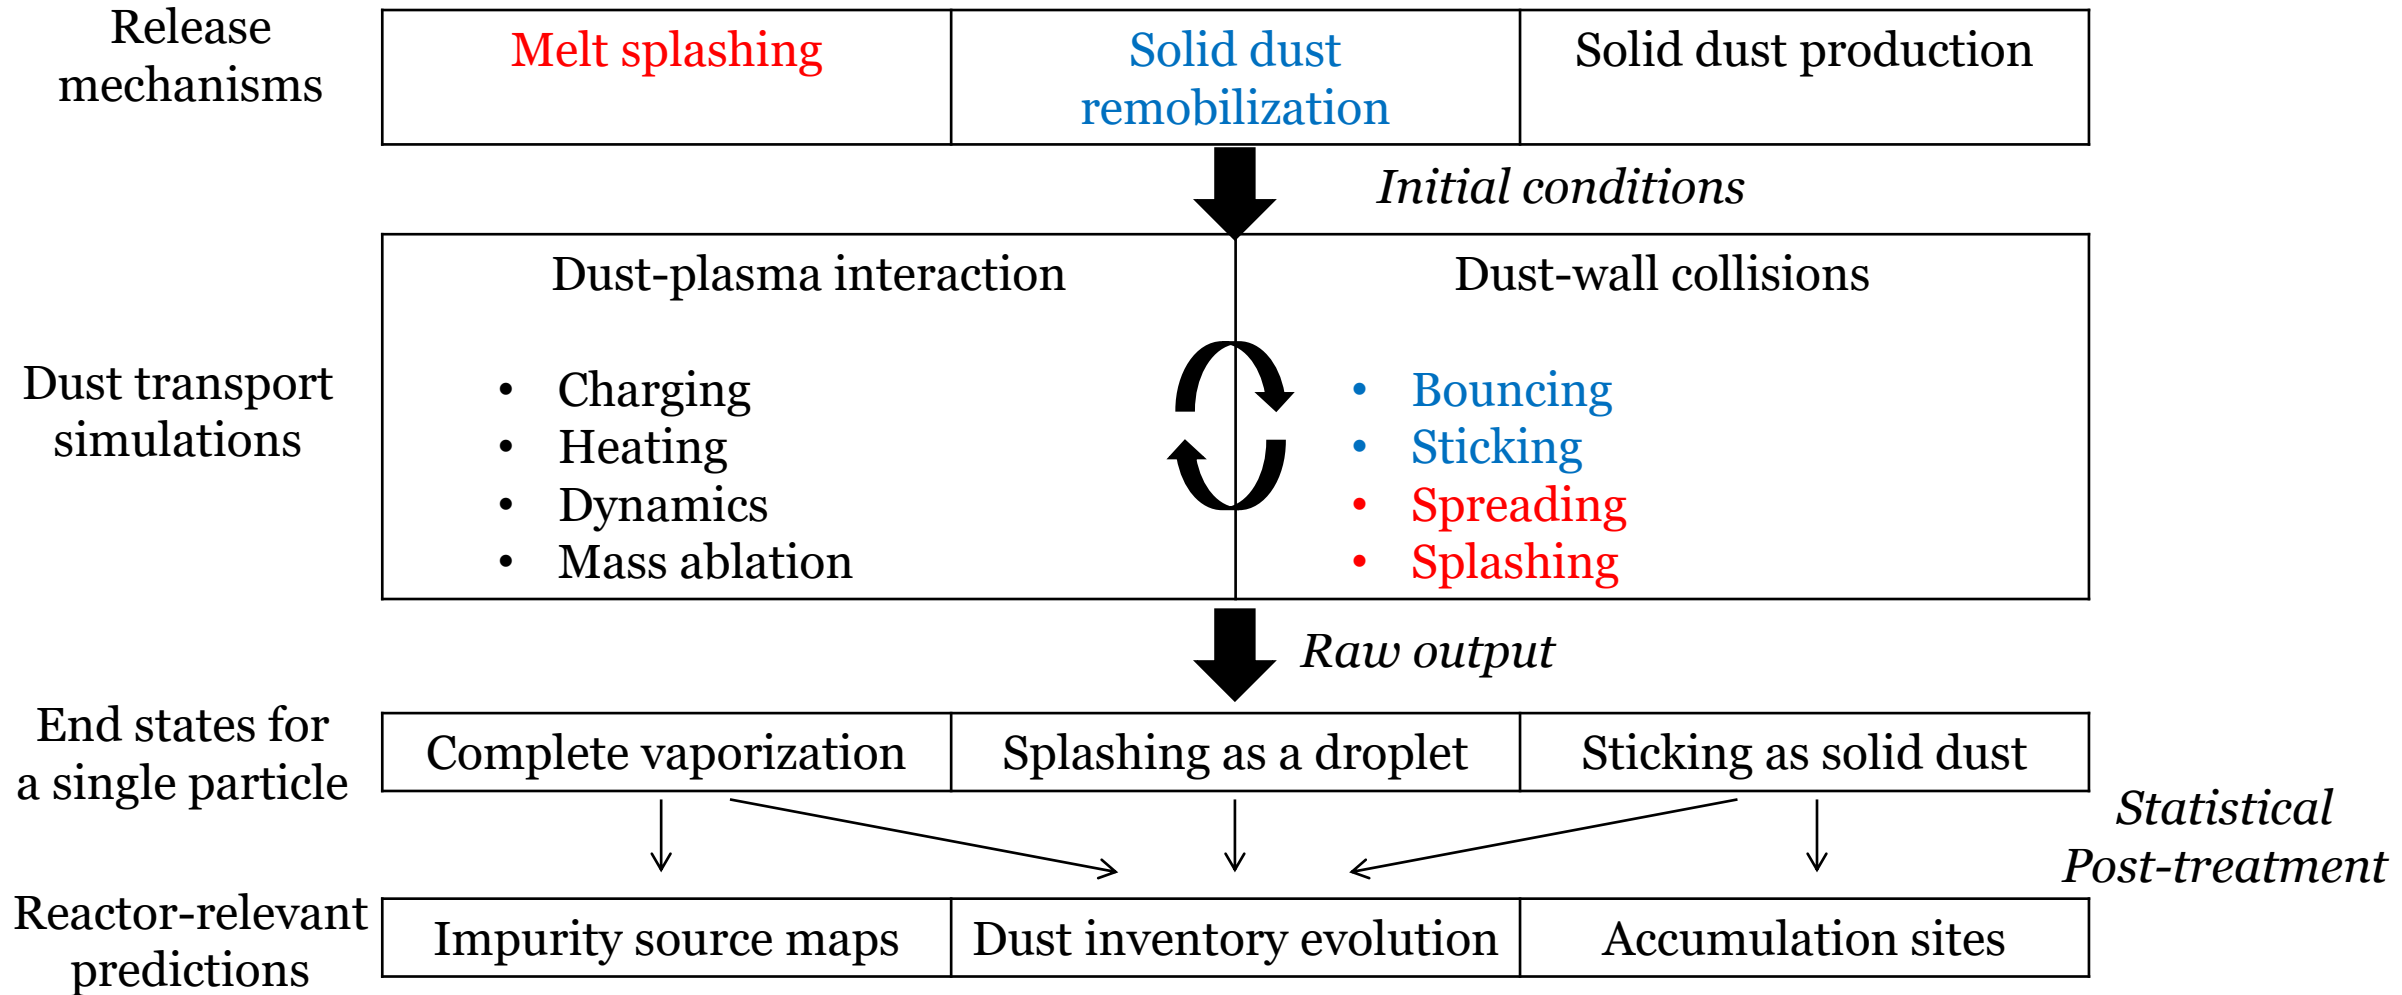 Release
mechanisms
Melt splashing
Solid dust
remobilization
Solid dust production
Initial conditions
Dust transport
simulations
Dust-plasma interaction
• Charging
• Heating
• Dynamics
• Mass ablation
Dust-wall collisions
• Bouncing
• Sticking
• Spreading
• Splashing
Raw output
End states for
a single particle
Complete vaporization
Splashing as a droplet
Sticking as solid dust
Statistical
Post-treatment
Reactor-relevant
predictions
Impurity source maps
Dust inventory evolution
Accumulation sites